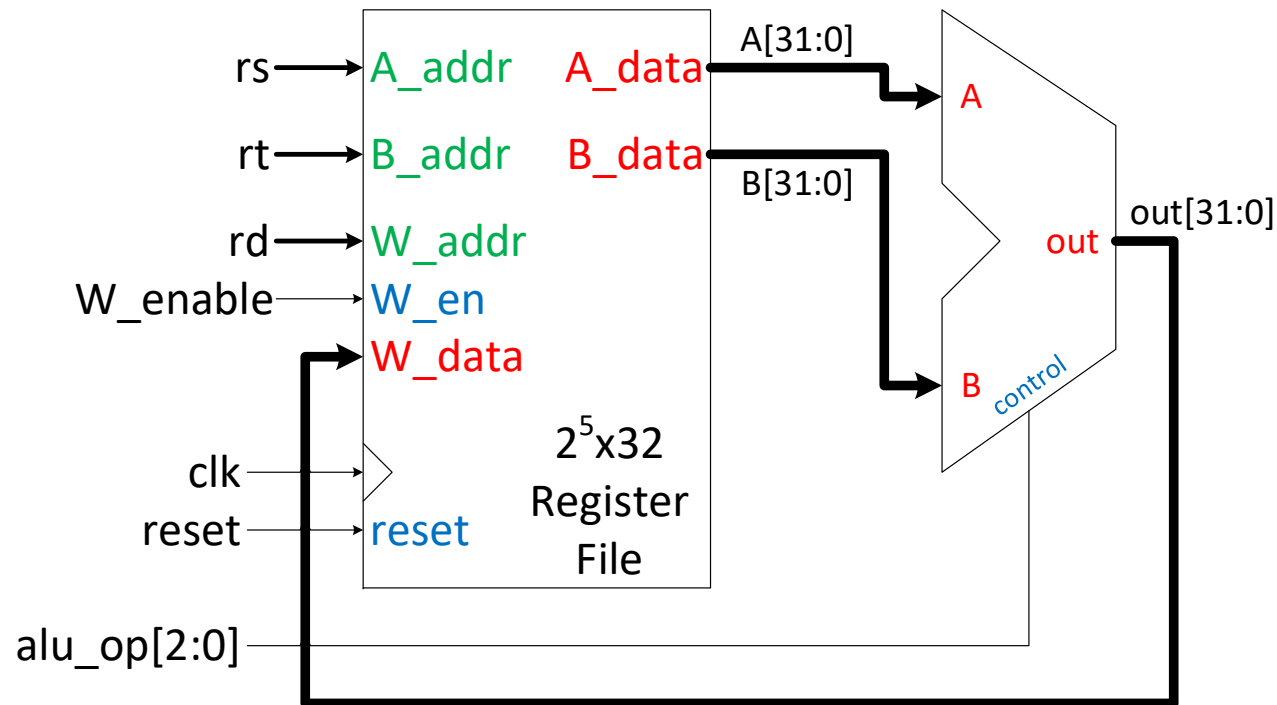 A[31:0]
rs
A_addr
A_data
A
rt
B_addr
B_data
B[31:0]
rd
W_addr
out
out[31:0]
W_enable
W_en
W_data
B
control
2⁵x32
Register
File
clk
reset
reset
alu_op[2:0]